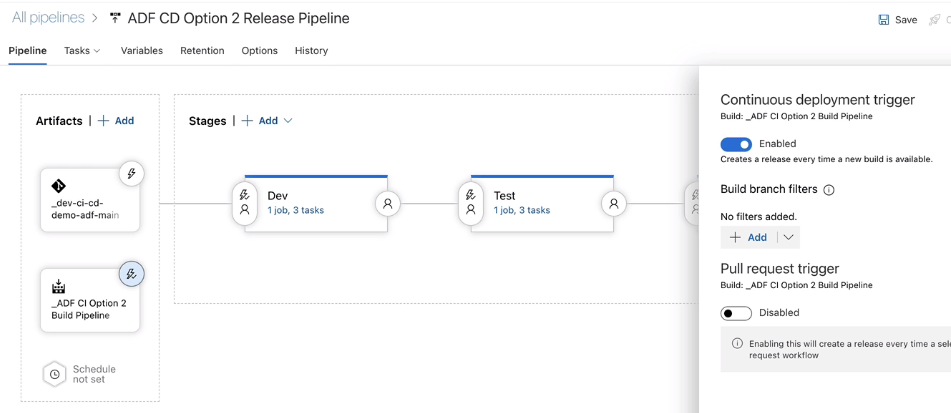 All pipelines > ADF CD Option 2 Release Pipeline
Save
Pipeline Tasks Variables Retention Options History
Artifacts | + Add
Stages | + Add
_dev-ci-cd-
demo-adf-main
Dev
1 job, 3 tasks
Test
1 job, 3 tasks
_ADF CI Option 2
Build Pipeline
Schedule
not set
Continuous deployment trigger
Build: _ADF CI Option 2 Build Pipeline
Enabled
Creates a release every time a new build is available.
Build branch filters
No filters added.
+ Add
Pull request trigger
Build: _ADF CI Option 2 Build Pipeline
Disabled
Enabling this will create a release every time a
request workflow